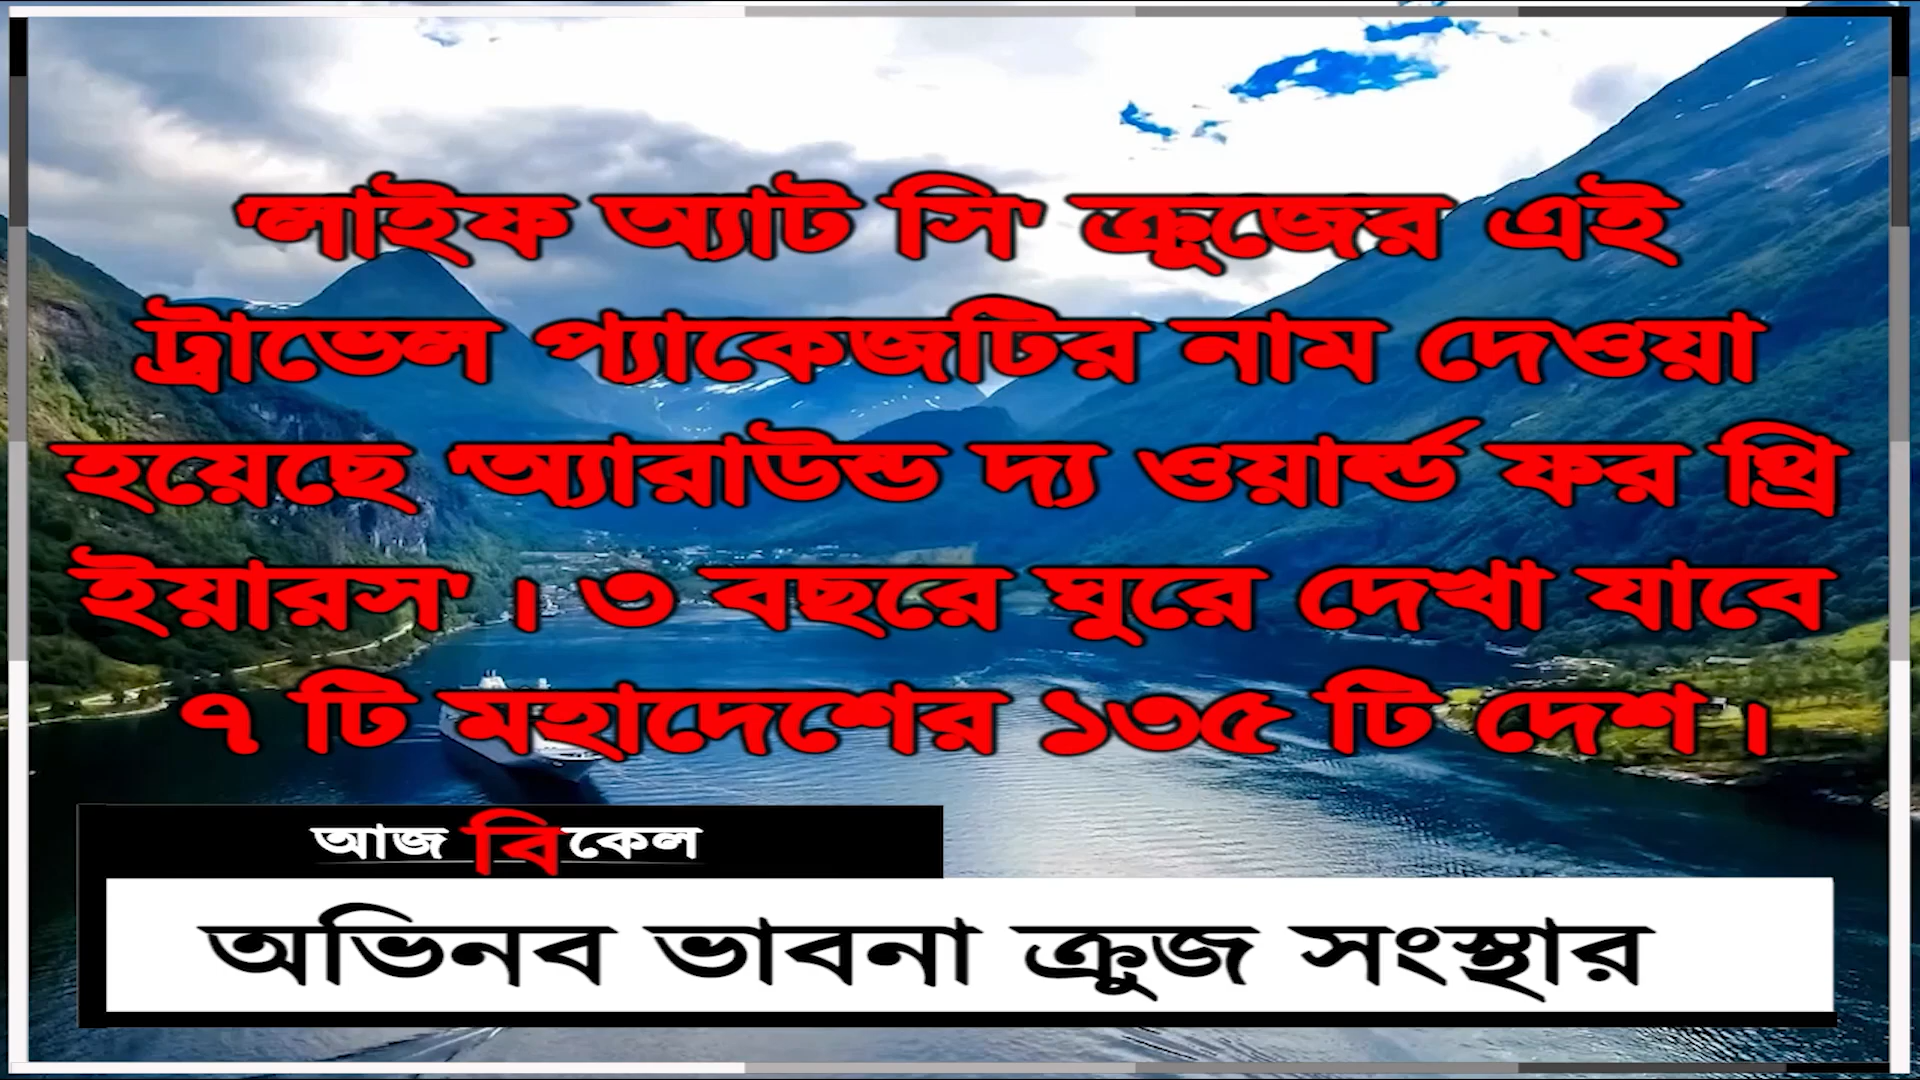 'লাইফ অ্যাট সি' ক্রুজের এই
ট্রাভেল প্যাকেজটির নাম দেওয়া
হয়েছে 'অ্যারাউন্ড দ্য ওয়ার্ল্ড ফর থ্রি
ইয়ারস'। ৩ বছরে ঘুরে দেখা যাবে
৭ টি মহাদেশের ১৩৫ টি দেশ।
আজ বিকেল
অভিনব ভাবনা ক্রুজ সংস্থার